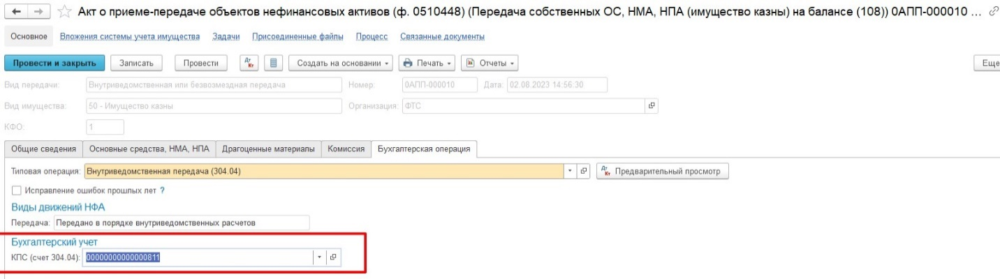 Акт о приеме-передаче объектов нефинансовых активов (ф. 0510448) (Передача собственных ОС, НМА, НПА (имущество казны) на балансе (108)) 0АПП-000010 ...
Основное Вложения системы учета имущества Задачи Присоединенные файлы Процесс Связанные документы
Провести и закрыть Записать Провести Дт Кт Создать на основании Печать Отчеты Еще
Вид передачи: Внутриведомственная или безвозмездная передача Номер: 0АПП-000010 Дата: 02.08.2023 14:56:30
Вид имущества: 50 - Имущество казны Организация: ФТС
КФО: 1
Общие сведения Основные средства, НМА, НПА Драгоценные материалы Комиссия Бухгалтерская операция
Типовая операция: Внутриведомственная передача (304.04) Дт Кт Предварительный просмотр
Исправление ошибок прошлых лет ?
Виды движений НФА
Передача: Передано в порядке внутриведомственных расчетов
Бухгалтерский учет
КПС (счет 304.04): 00000000000000811